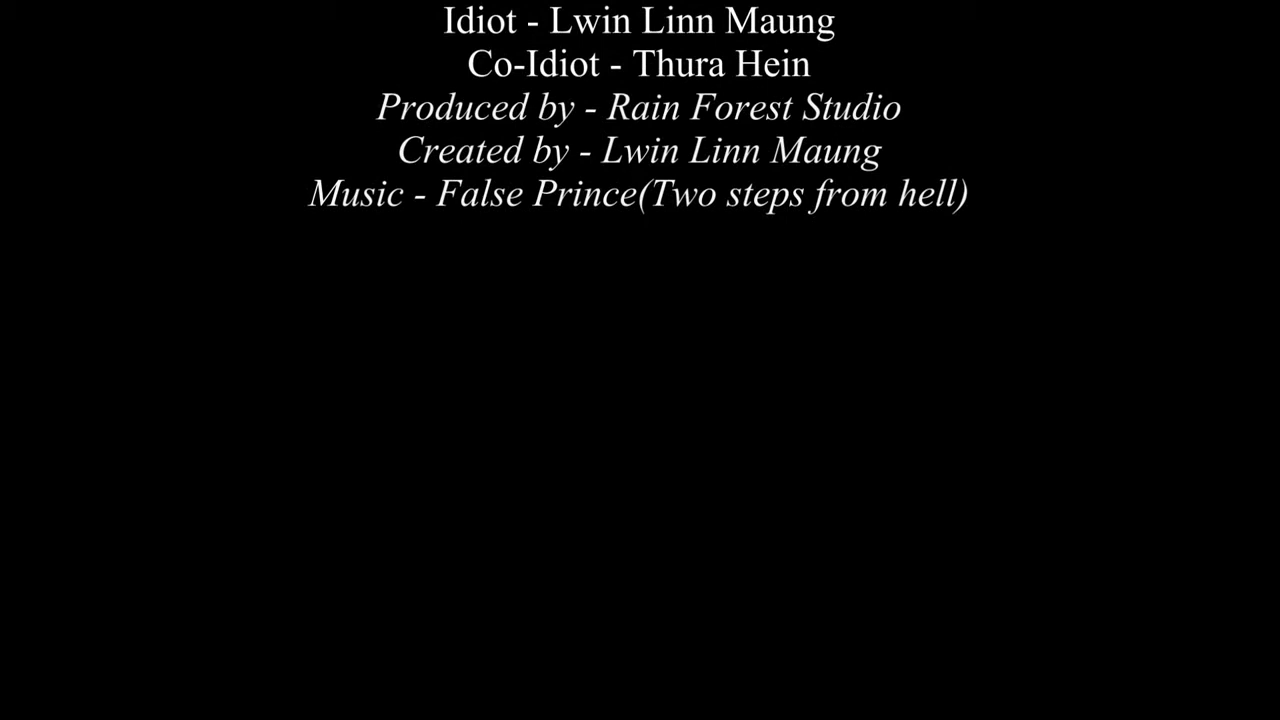 Idiot - Lwin Linn Maung
Co-Idiot - Thura Hein
Produced by - Rain Forest Studio
Created by - Lwin Linn Maung
Music - False Prince(Two steps from hell)